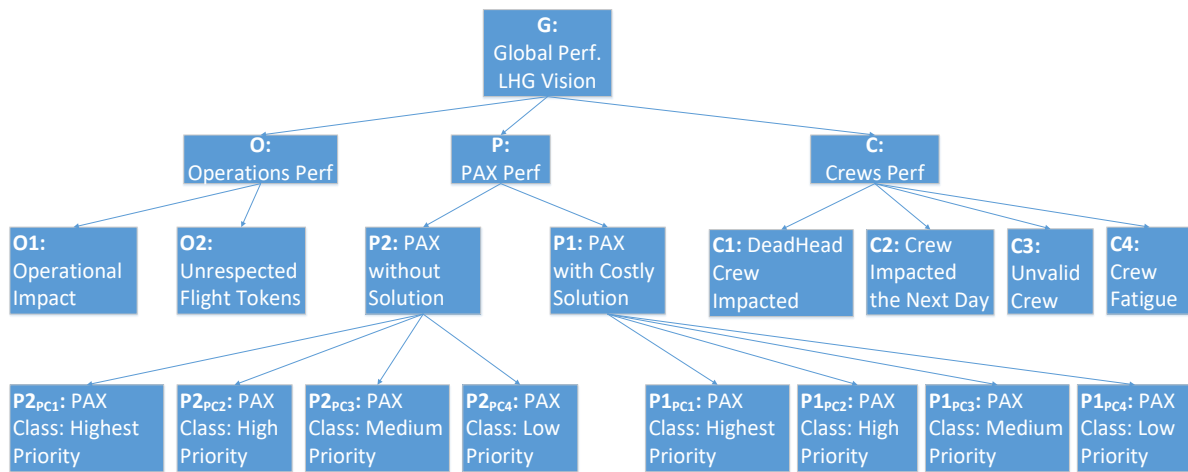 G:
Global Perf.
LHG Vision
O:
Operations Perf
P:
PAX Perf
C:
Crews Perf
O1:
Operational
Impact
O2:
Unrespected
Flight Tokens
P2: PAX
without
Solution
P1: PAX
with Costly
Solution
C1: DeadHead
Crew
Impacted
C2: Crew
Impacted
the Next Day
C3:
Unvalid
Crew
C4:
Crew
Fatigue
P2PC1: PAX
Class: Highest
Priority
P2PC2: PAX
Class: High
Priority
P2PC3: PAX
Class: Medium
Priority
P2PC4: PAX
Class: Low
Priority
P1PC1: PAX
Class: Highest
Priority
P1PC2: PAX
Class: High
Priority
P1PC3: PAX
Class: Medium
Priority
P1PC4: PAX
Class: Low
Priority